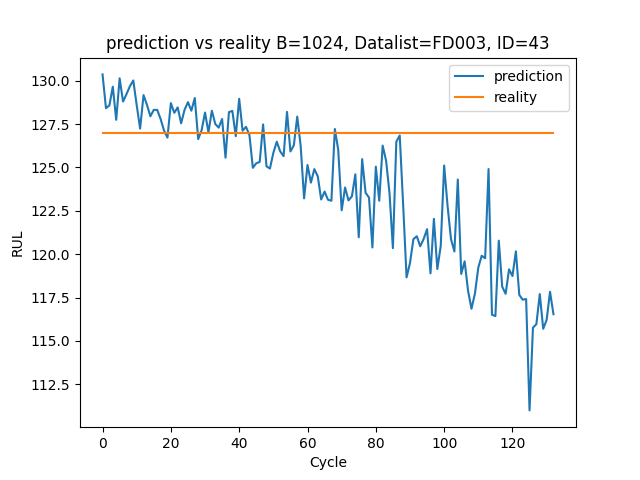 prediction vs reality B=1024, Datalist=FD003, ID=43
prediction
reality
130.0
127.5
125.0
122.5
120.0
117.5
115.0
112.5
RUL
0 20 40 60 80 100 120
Cycle